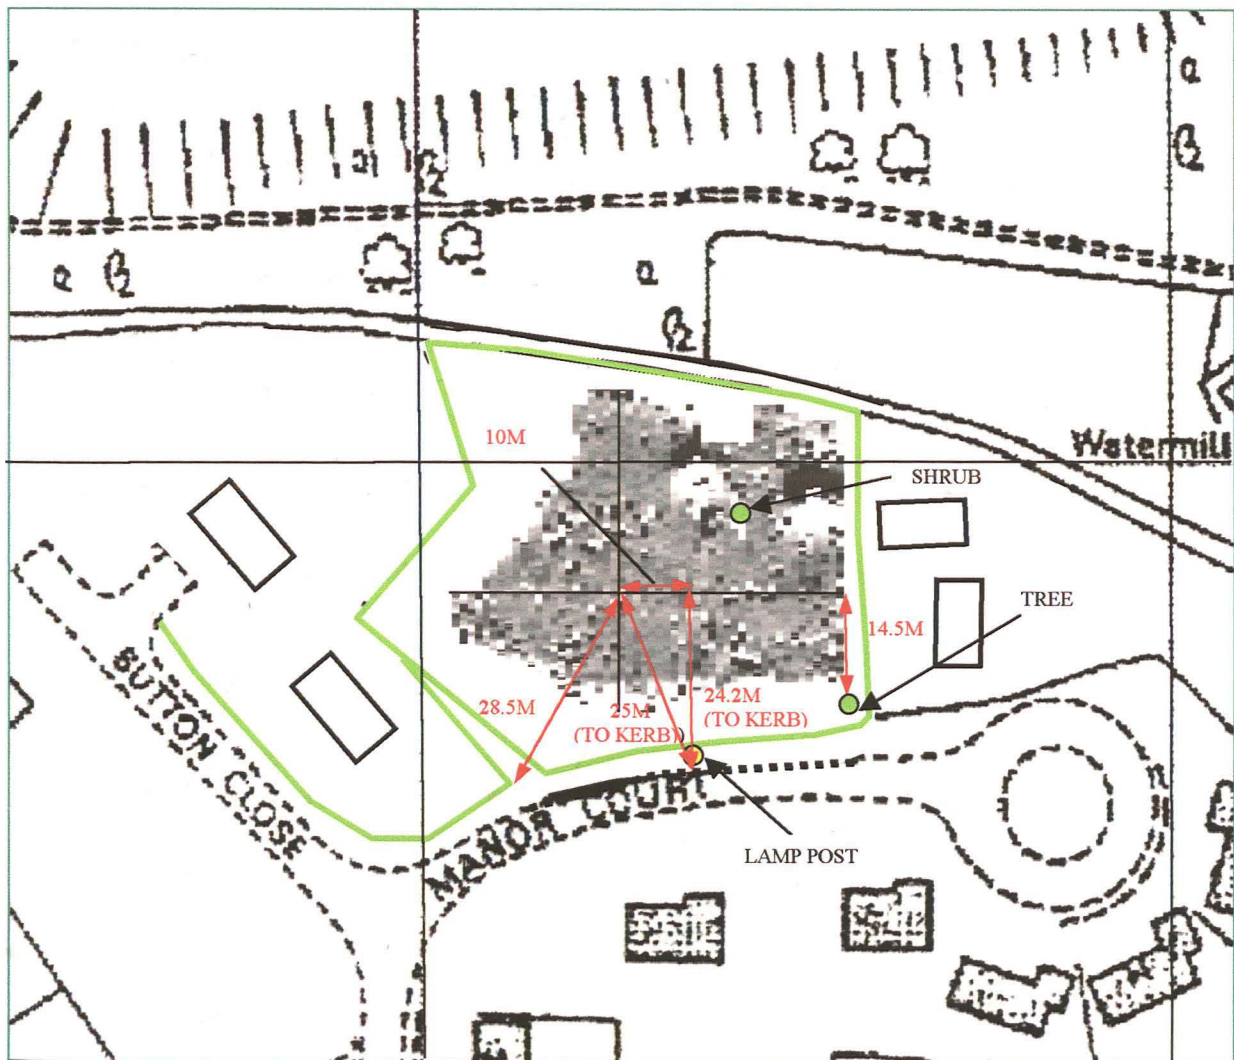 Watermill
10M
SHRUB
TREE
14.5M
28.5M
25M
(TO KERB)
24.2M
(TO KERB)
BUTTON CLOSE
MANOR COURT
LAMP POST